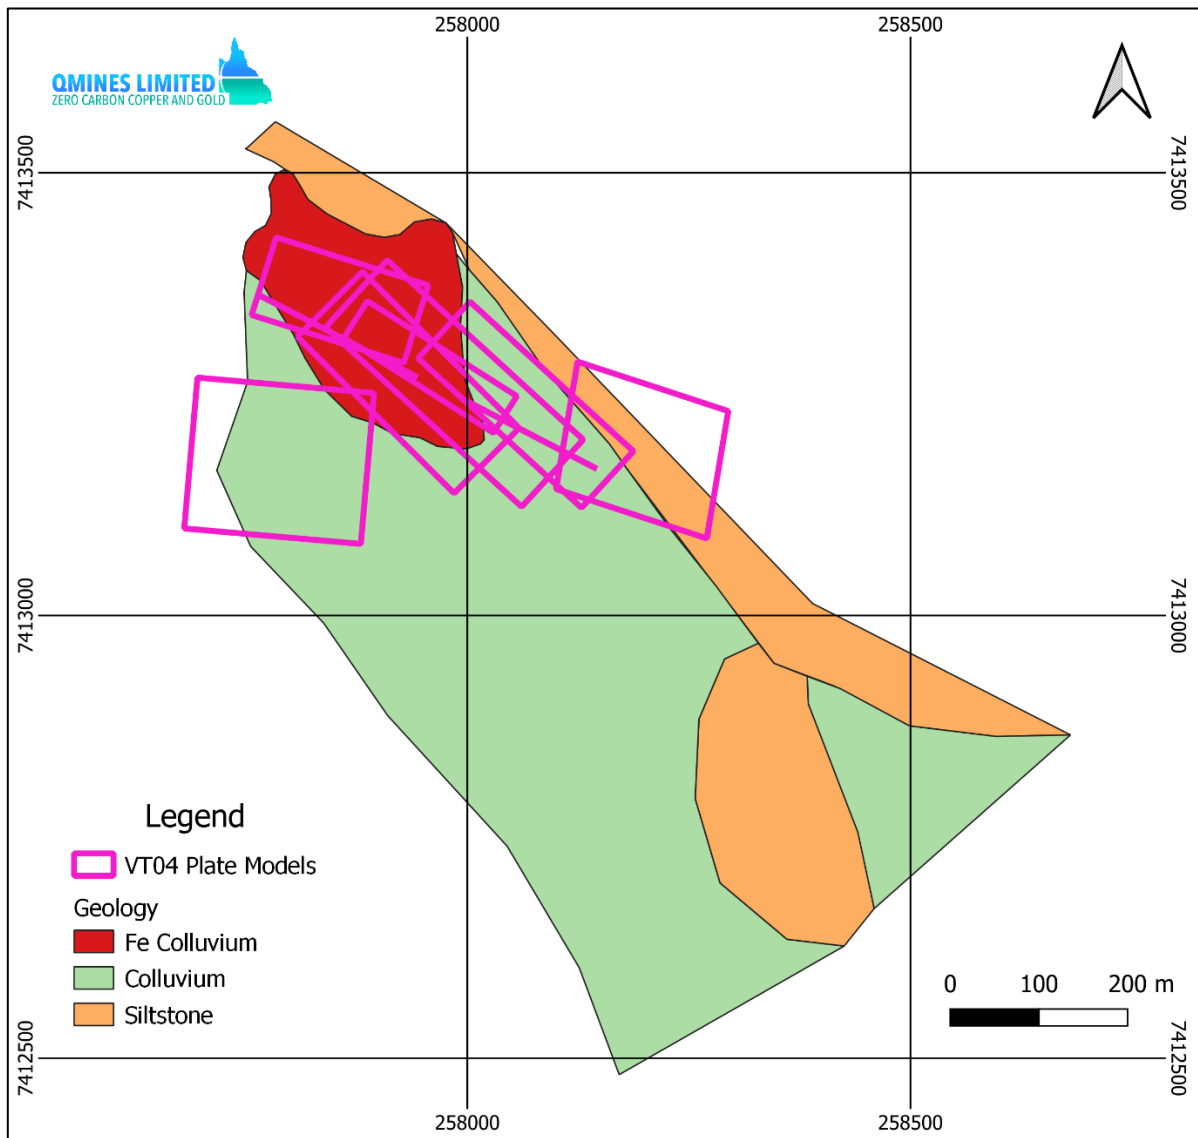 258000
258500
QMINES LIMITED
ZERO CARBON COPPER AND GOLD
7413500
7413500
7413000
7413000
Legend
VT04 Plate Models
Geology
Fe Colluvium
Colluvium
Siltstone
0 100 200 m
7412500
7412500
258000
258500